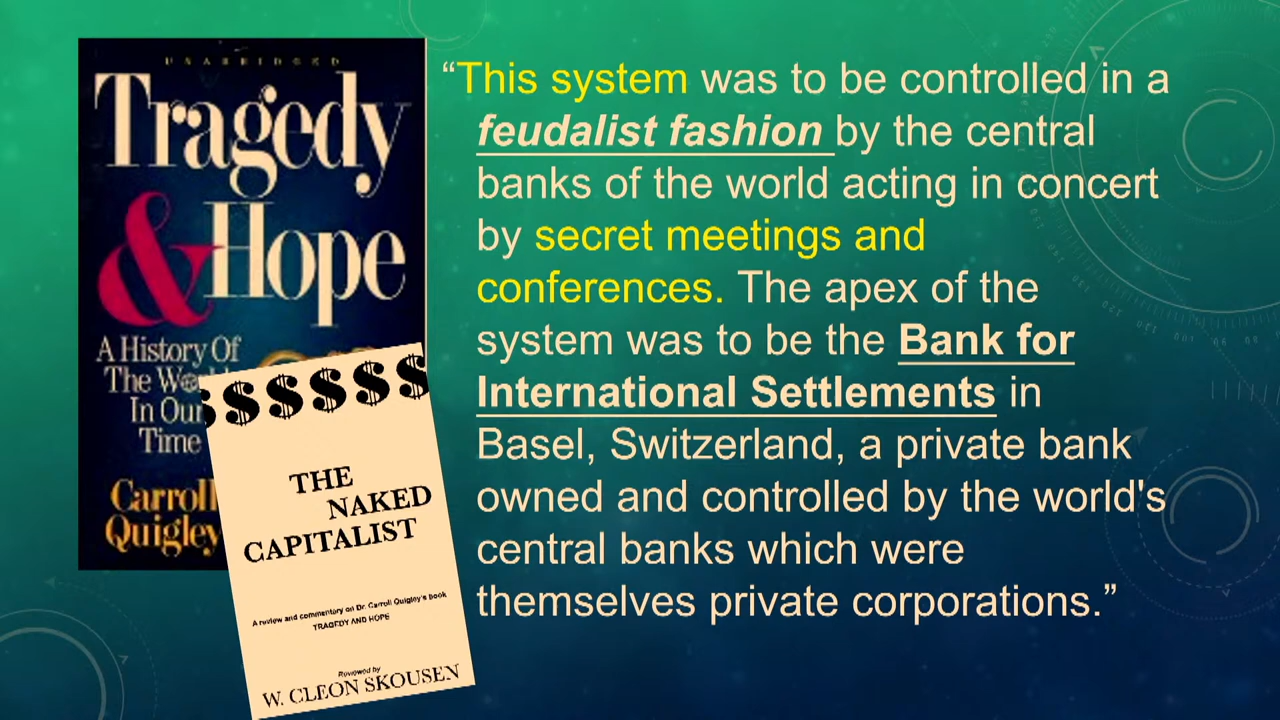 UNABRIDGED
Tragedy
& Hope
A History Of
The World
In Our
Time
Carroll
Quigley
$$$$$$
THE
NAKED
CAPITALIST
A review and commentary on Dr. Carroll Quigley's book
TRAGEDY AND HOPE
Reviewed by
W. CLEON SKOUSEN
“This system was to be controlled in a
feudalist fashion by the central
banks of the world acting in concert
by secret meetings and
conferences. The apex of the
system was to be the Bank for
International Settlements in
Basel, Switzerland, a private bank
owned and controlled by the world's
central banks which were
themselves private corporations.”